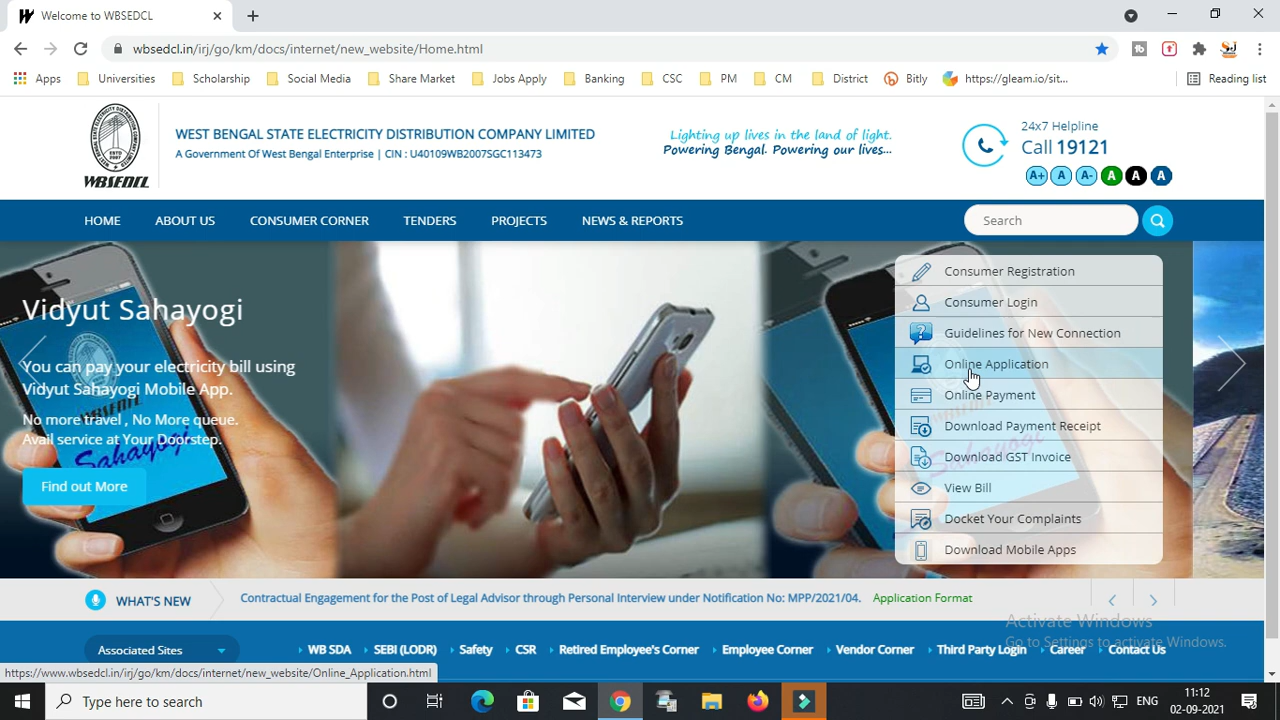 Welcome to WBSEDCL
wbsedcl.in/irj/go/km/docs/internet/new_website/Home.html
Apps Universities Scholarship Social Media Share Market Jobs Apply Banking CSC PM CM District Bitly https://gleam.io/sit... Reading list
WBSEDCL
WEST BENGAL STATE ELECTRICITY DISTRIBUTION COMPANY LIMITED
A Government Of West Bengal Enterprise | CIN : U40109WB2007SGC113473
Lighting up lives in the land of light.
Powering Bengal. Powering our lives...
24x7 Helpline
Call 19121
A+ A A- A A A
HOME ABOUT US CONSUMER CORNER TENDERS PROJECTS NEWS & REPORTS Search
Vidyut Sahayogi
You can pay your electricity bill using
Vidyut Sahayogi Mobile App.
No more travel , No More queue.
Avail service at Your Doorstep.
Sahayogi
Find out More
Consumer Registration
Consumer Login
Guidelines for New Connection
Online Application
Online Payment
Download Payment Receipt
Download GST Invoice
View Bill
Docket Your Complaints
Download Mobile Apps
WHAT'S NEW Contractual Engagement for the Post of Legal Advisor through Personal Interview under Notification No: MPP/2021/04. Application Format
Activate Windows
Go to Settings to activate Windows.
Associated Sites WB SDA SEBI (LODR) Safety CSR Retired Employee's Corner Employee Corner Vendor Corner Third Party Login Career Contact Us
https://www.wbsedcl.in/irj/go/km/docs/internet/new_website/Online_Application.html
Type here to search
ENG
11:12
02-09-2021